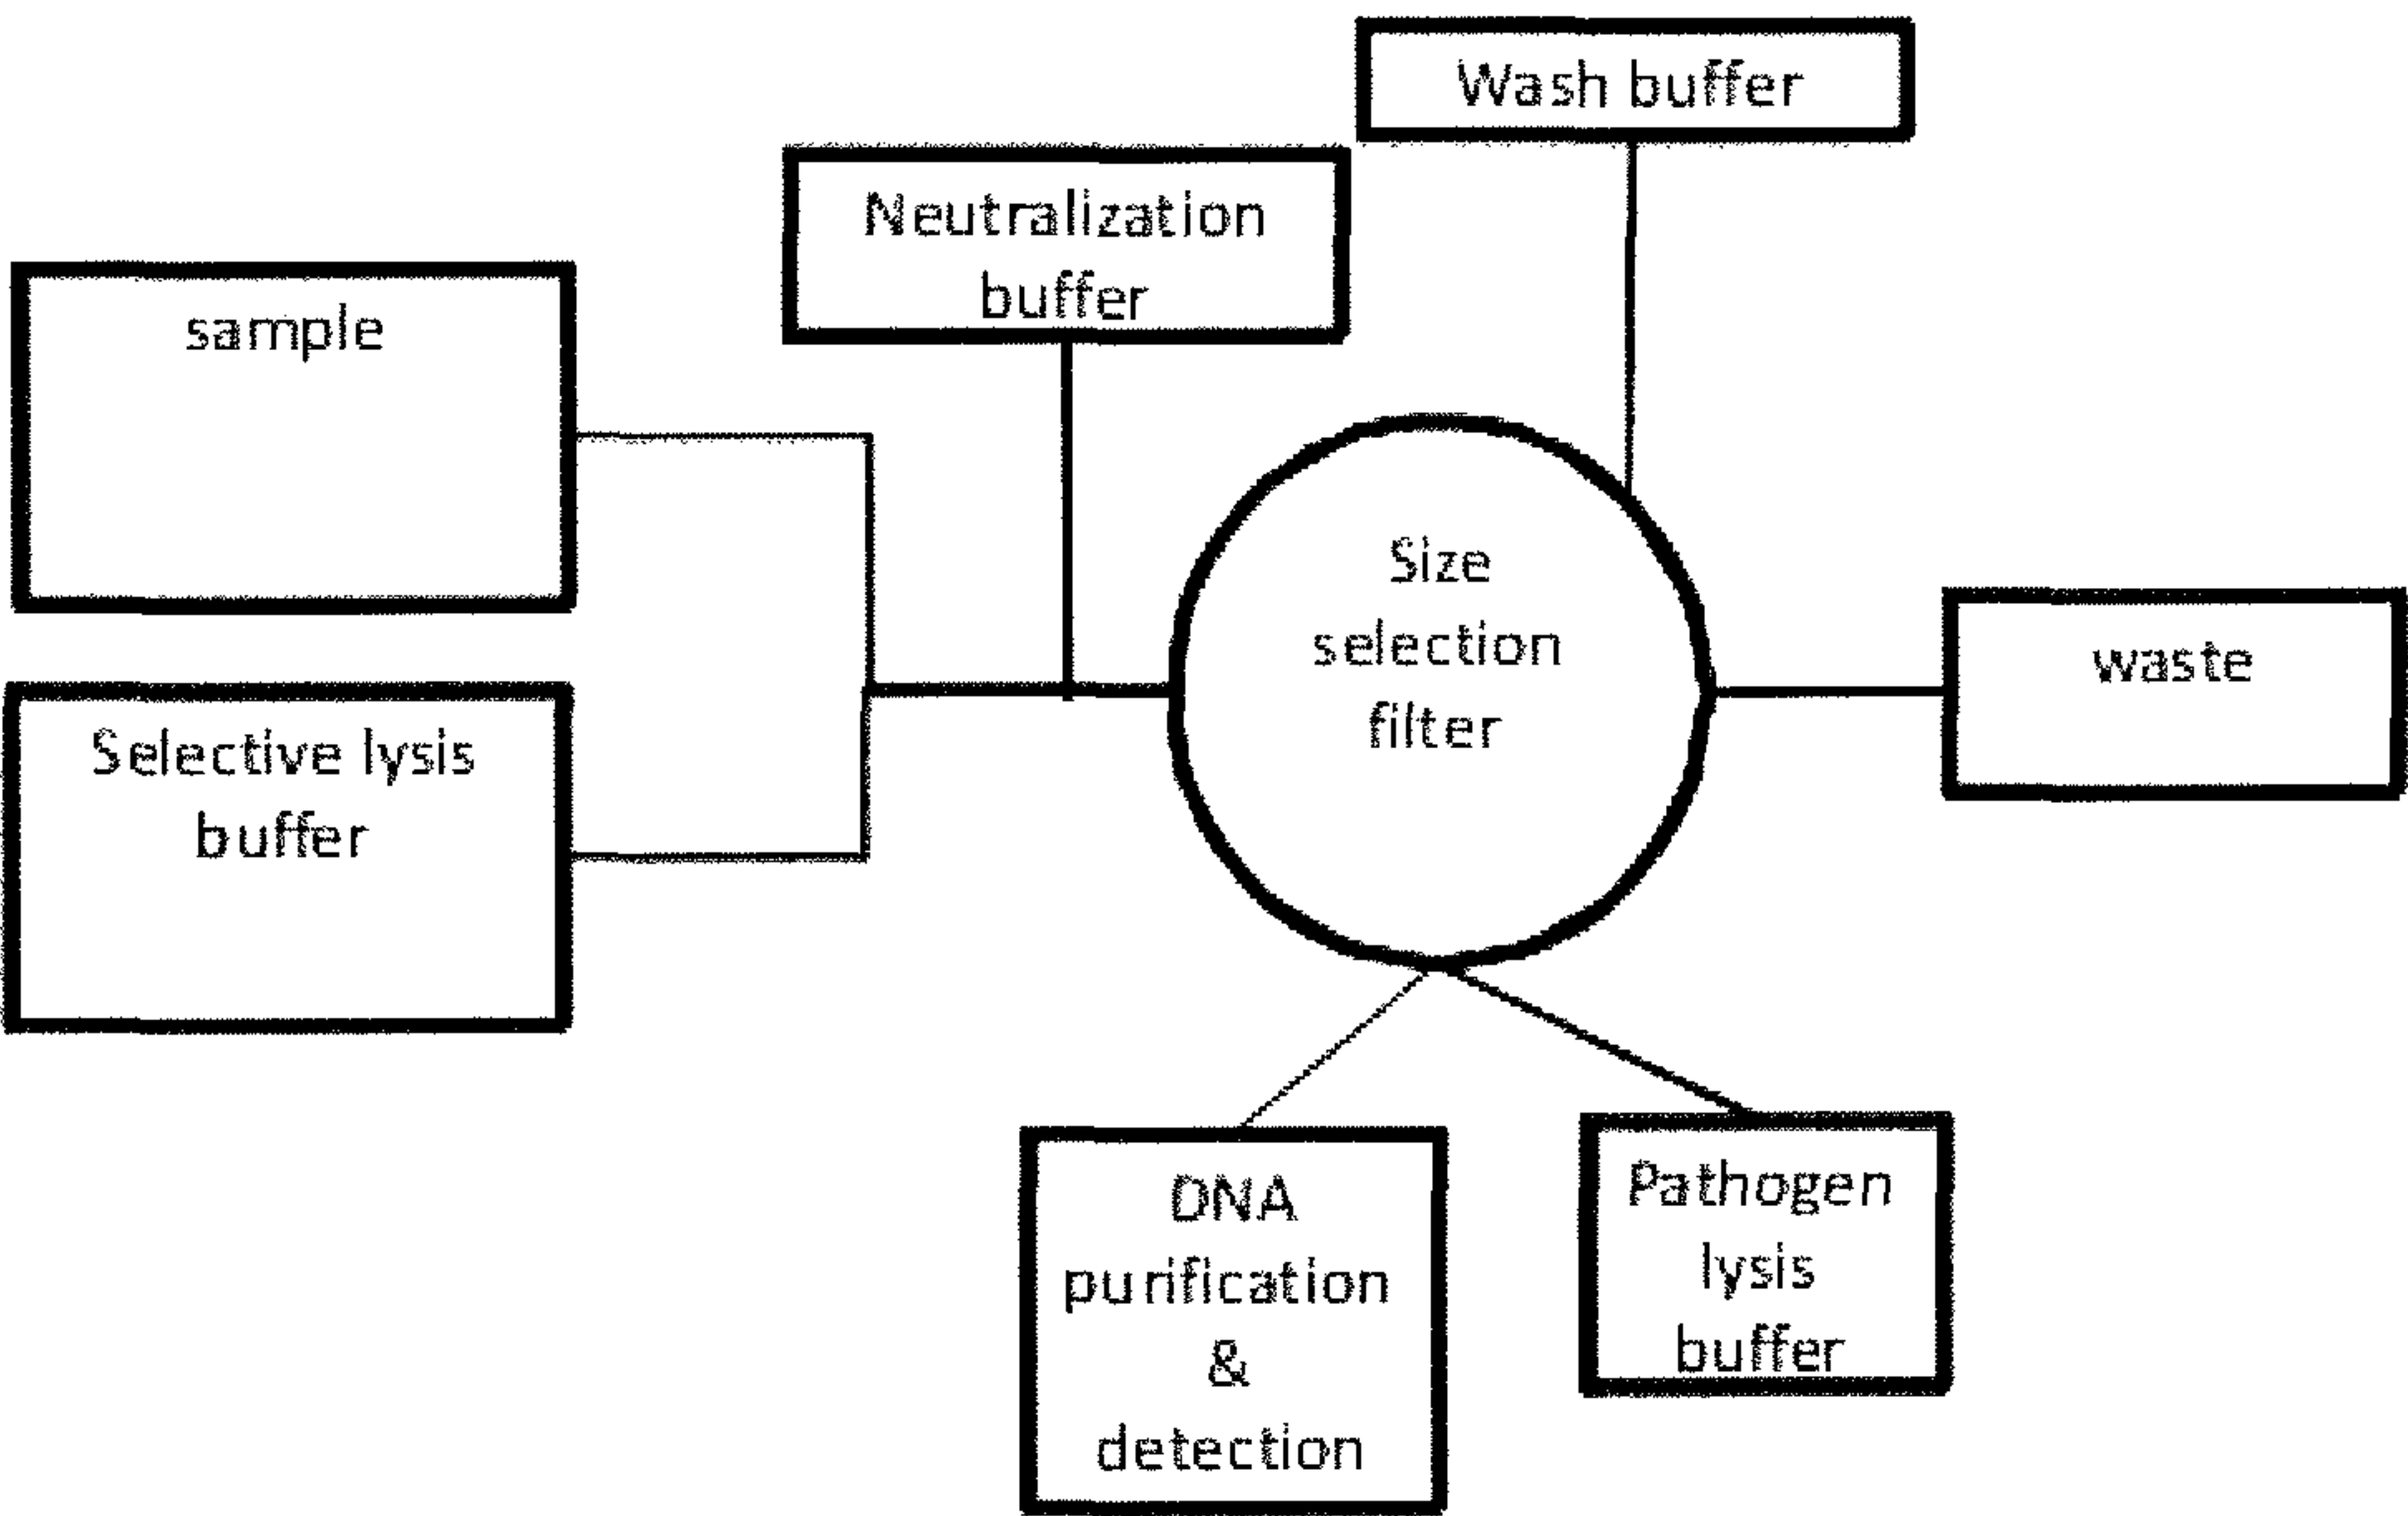 Wash buffer
Neutralization
buffer
sample
Size
selection
filter
waste
Selective lysis
buffer
DNA
purification
&
detection
Pathogen
lysis
buffer